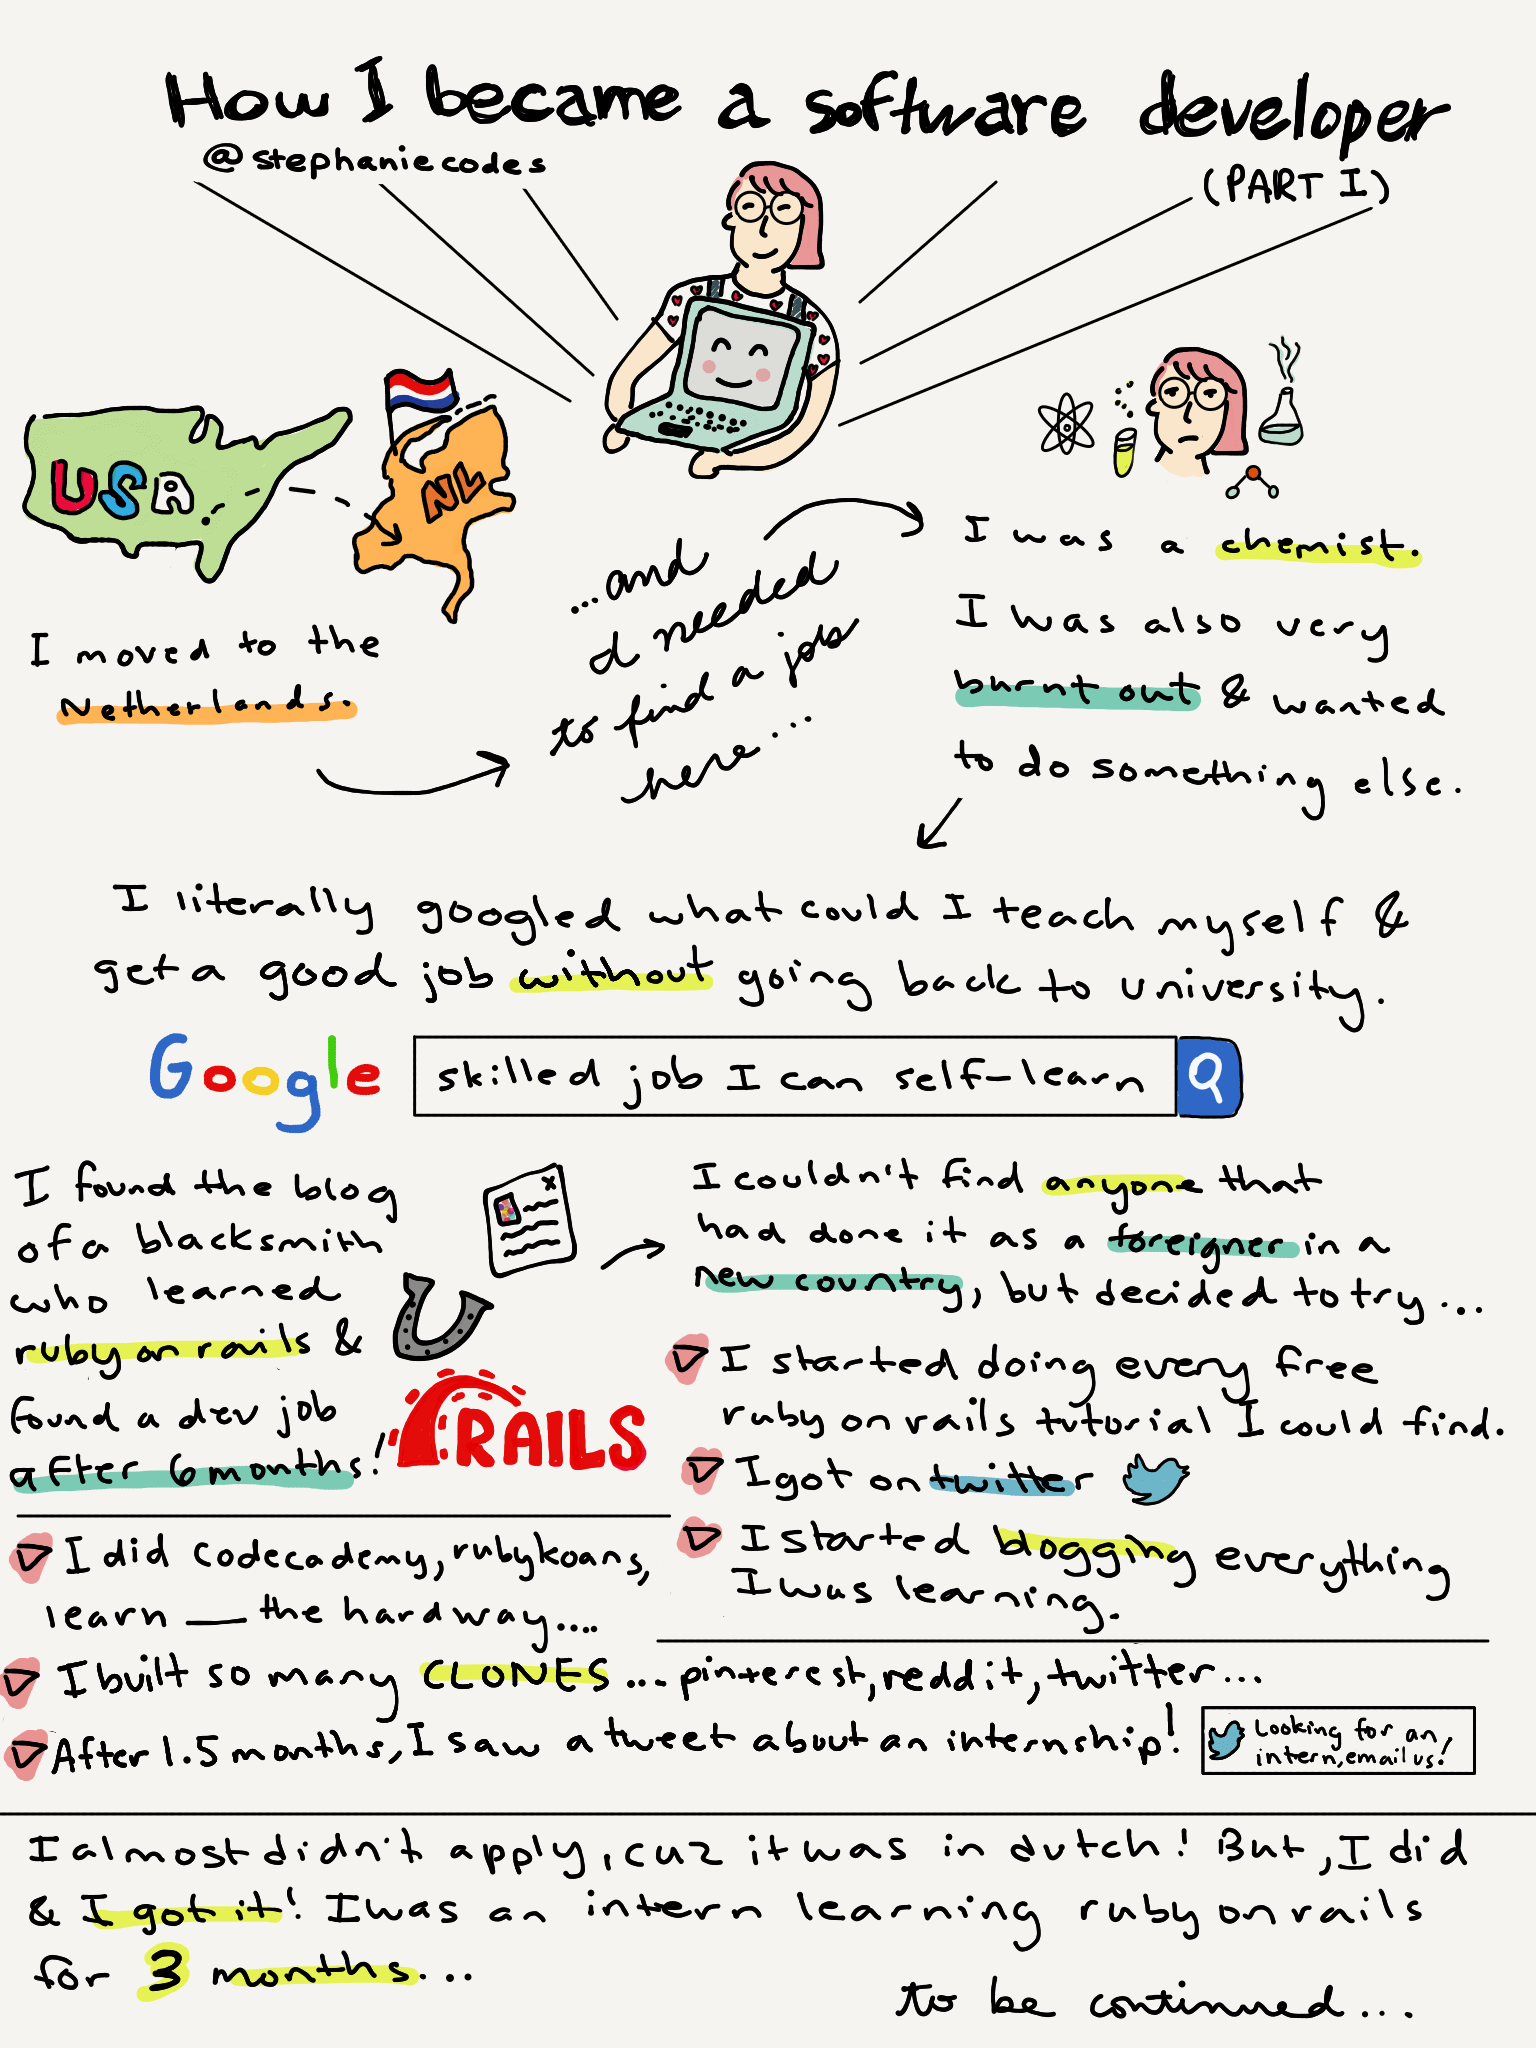 How I became a software developer
@stephaniecodes
(PART I)
USA
NL
I moved to the
Netherlands.
...and
I needed
to find a job
here...
I was a chemist.
I was also very
burnt out & wanted
to do something else.
I literally googled what could I teach myself &
get a good job without going back to university.
Google
skilled job I can self-learn
I found the blog
of a blacksmith
who learned
ruby on rails &
found a dev job
after 6 months!
RAILS
I couldn't find anyone that
had done it as a foreigner in a
new country, but decided to try...
I started doing every free
ruby on rails tutorial I could find.
I got on twitter
I started blogging everything
I was learning.
I did codecademy, rubykoans,
learn __ the hard way....
I built so many CLONES... pinterest, reddit, twitter...
After 1.5 months, I saw a tweet about an internship!
Looking for an
intern, email us!
I almost didn't apply, cuz it was in dutch! But, I did
& I got it! I was an intern learning ruby on rails
for 3 months...
to be continued...